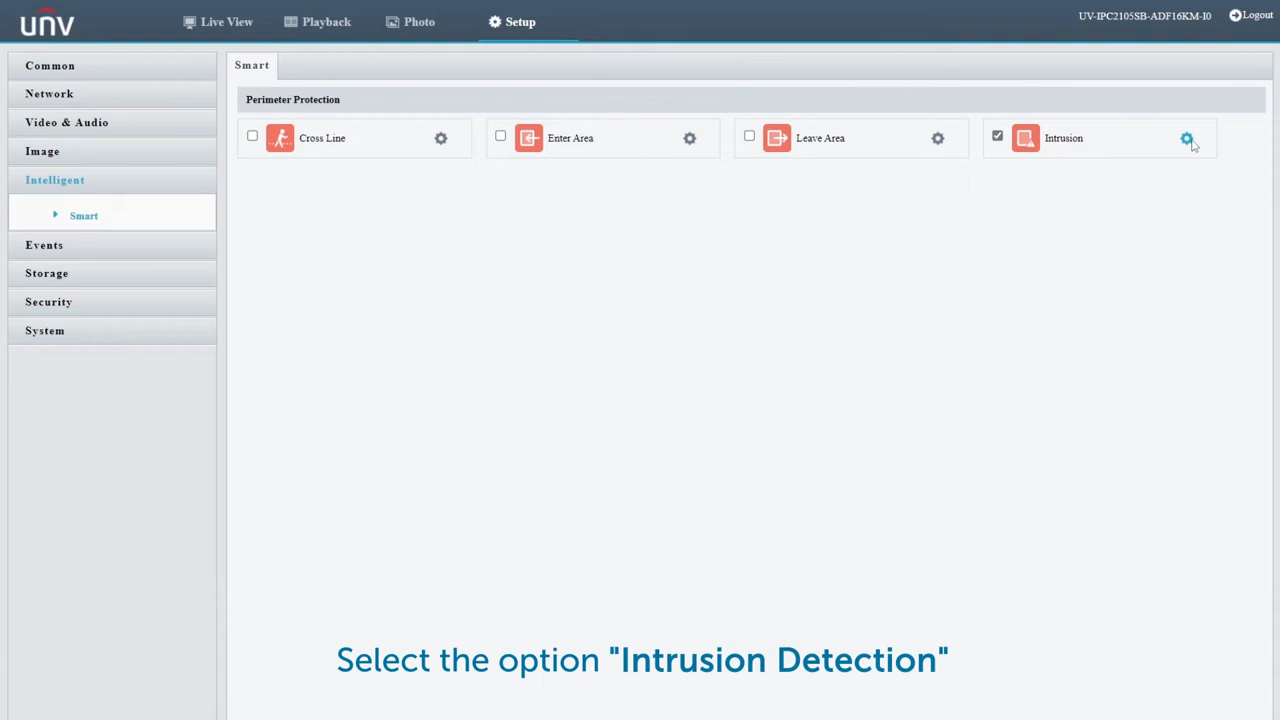 unv
Live View
Playback
Photo
Setup
UV-IPC2105SB-ADF16KM-I0
Logout
Common
Network
Video & Audio
Image
Intelligent
Smart
Events
Storage
Security
System
Smart
Perimeter Protection
Cross Line
Enter Area
Leave Area
Intrusion
Select the option "Intrusion Detection"